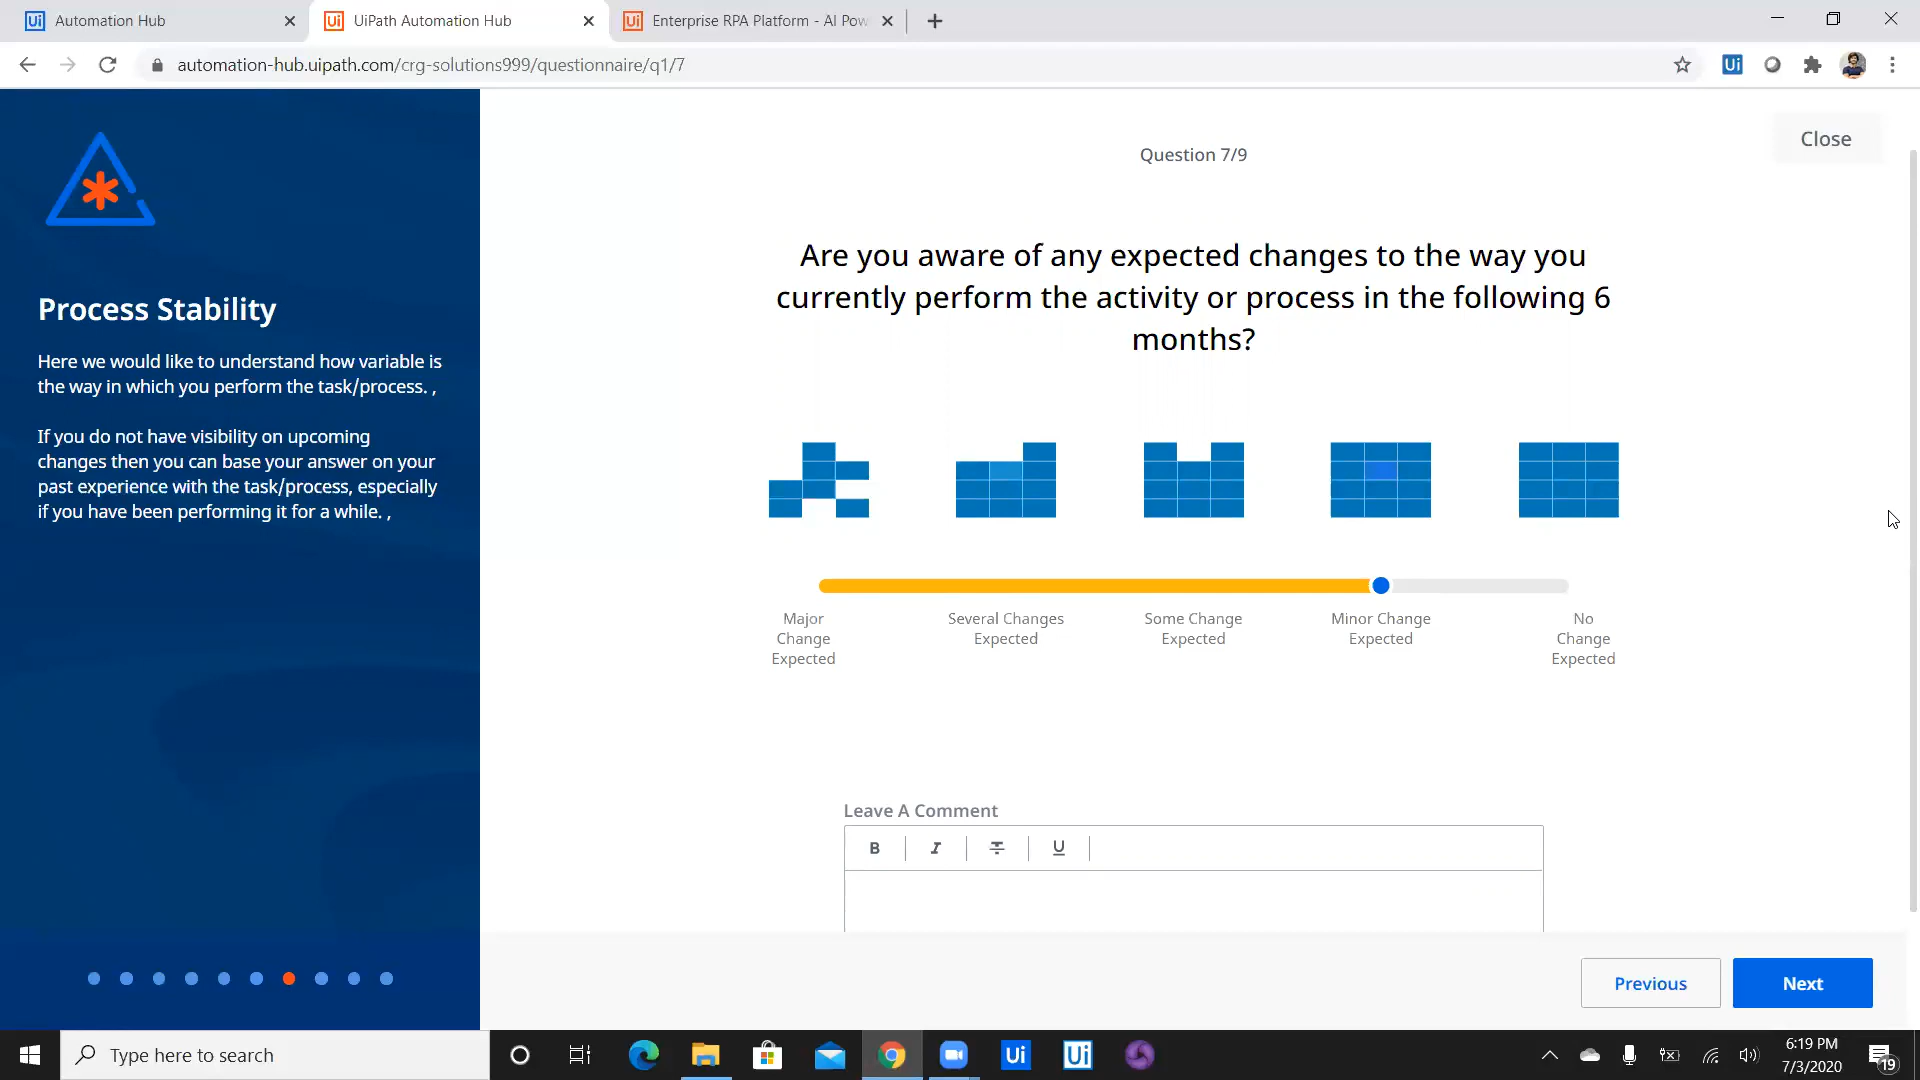 Automation Hub
UiPath Automation Hub
Enterprise RPA Platform - AI Pow
automation-hub.uipath.com/crg-solutions999/questionnaire/q1/7
Ui
Close
Question 7/9
Process Stability
Here we would like to understand how variable is
the way in which you perform the task/process. ,
If you do not have visibility on upcoming
changes then you can base your answer on your
past experience with the task/process, especially
if you have been performing it for a while. ,
Are you aware of any expected changes to the way you
currently perform the activity or process in the following 6
months?
Major
Change
Expected
Several Changes
Expected
Some Change
Expected
Minor Change
Expected
No
Change
Expected
Leave A Comment
B I T U
Previous
Next
Type here to search
Ui
Ui
6:19 PM
7/3/2020
19